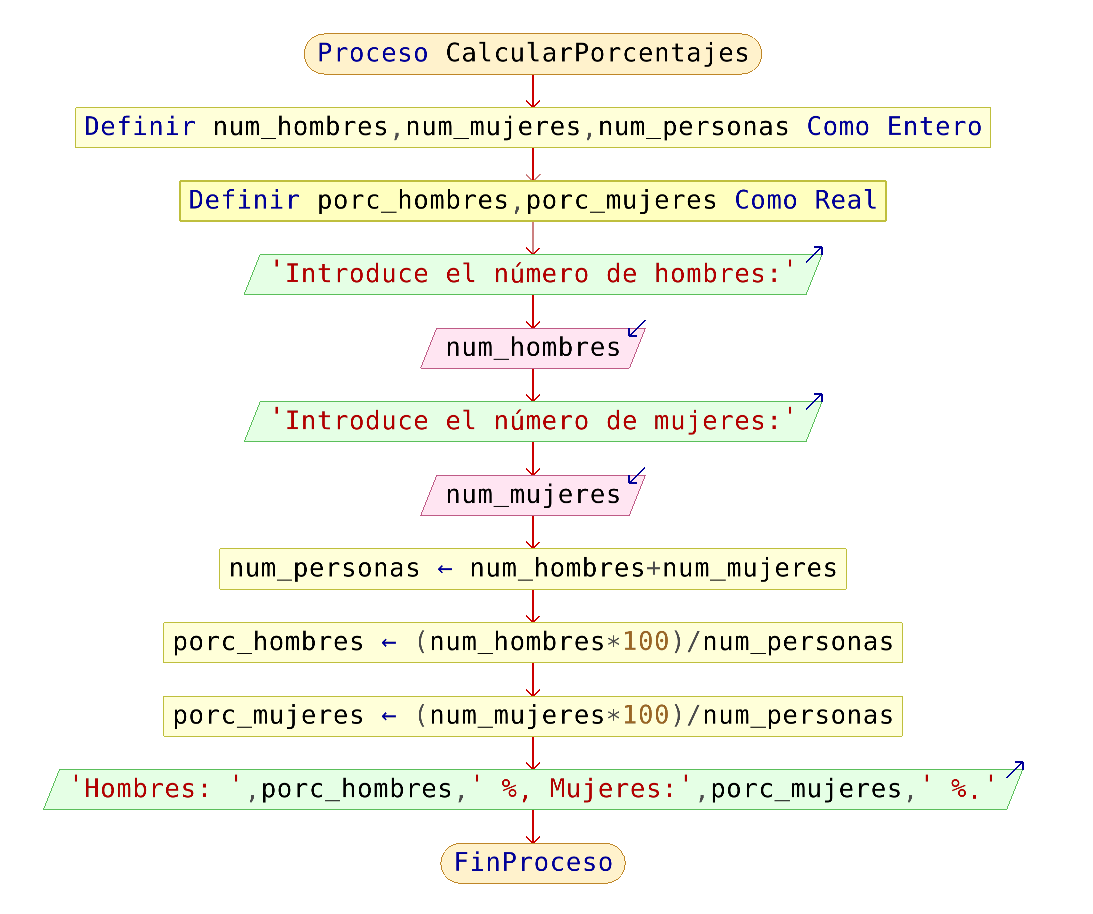 Proceso CalcularPorcentajes
Definir num_hombres,num_mujeres,num_personas Como Entero
Definir porc_hombres,porc_mujeres Como Real
'Introduce el número de hombres:'
num_hombres
'Introduce el número de mujeres:'
num_mujeres
num_personas ← num_hombres+num_mujeres
porc_hombres ← (num_hombres*100)/num_personas
porc_mujeres ← (num_mujeres*100)/num_personas
'Hombres: ',porc_hombres,' %, Mujeres:',porc_mujeres,' %.'
FinProceso